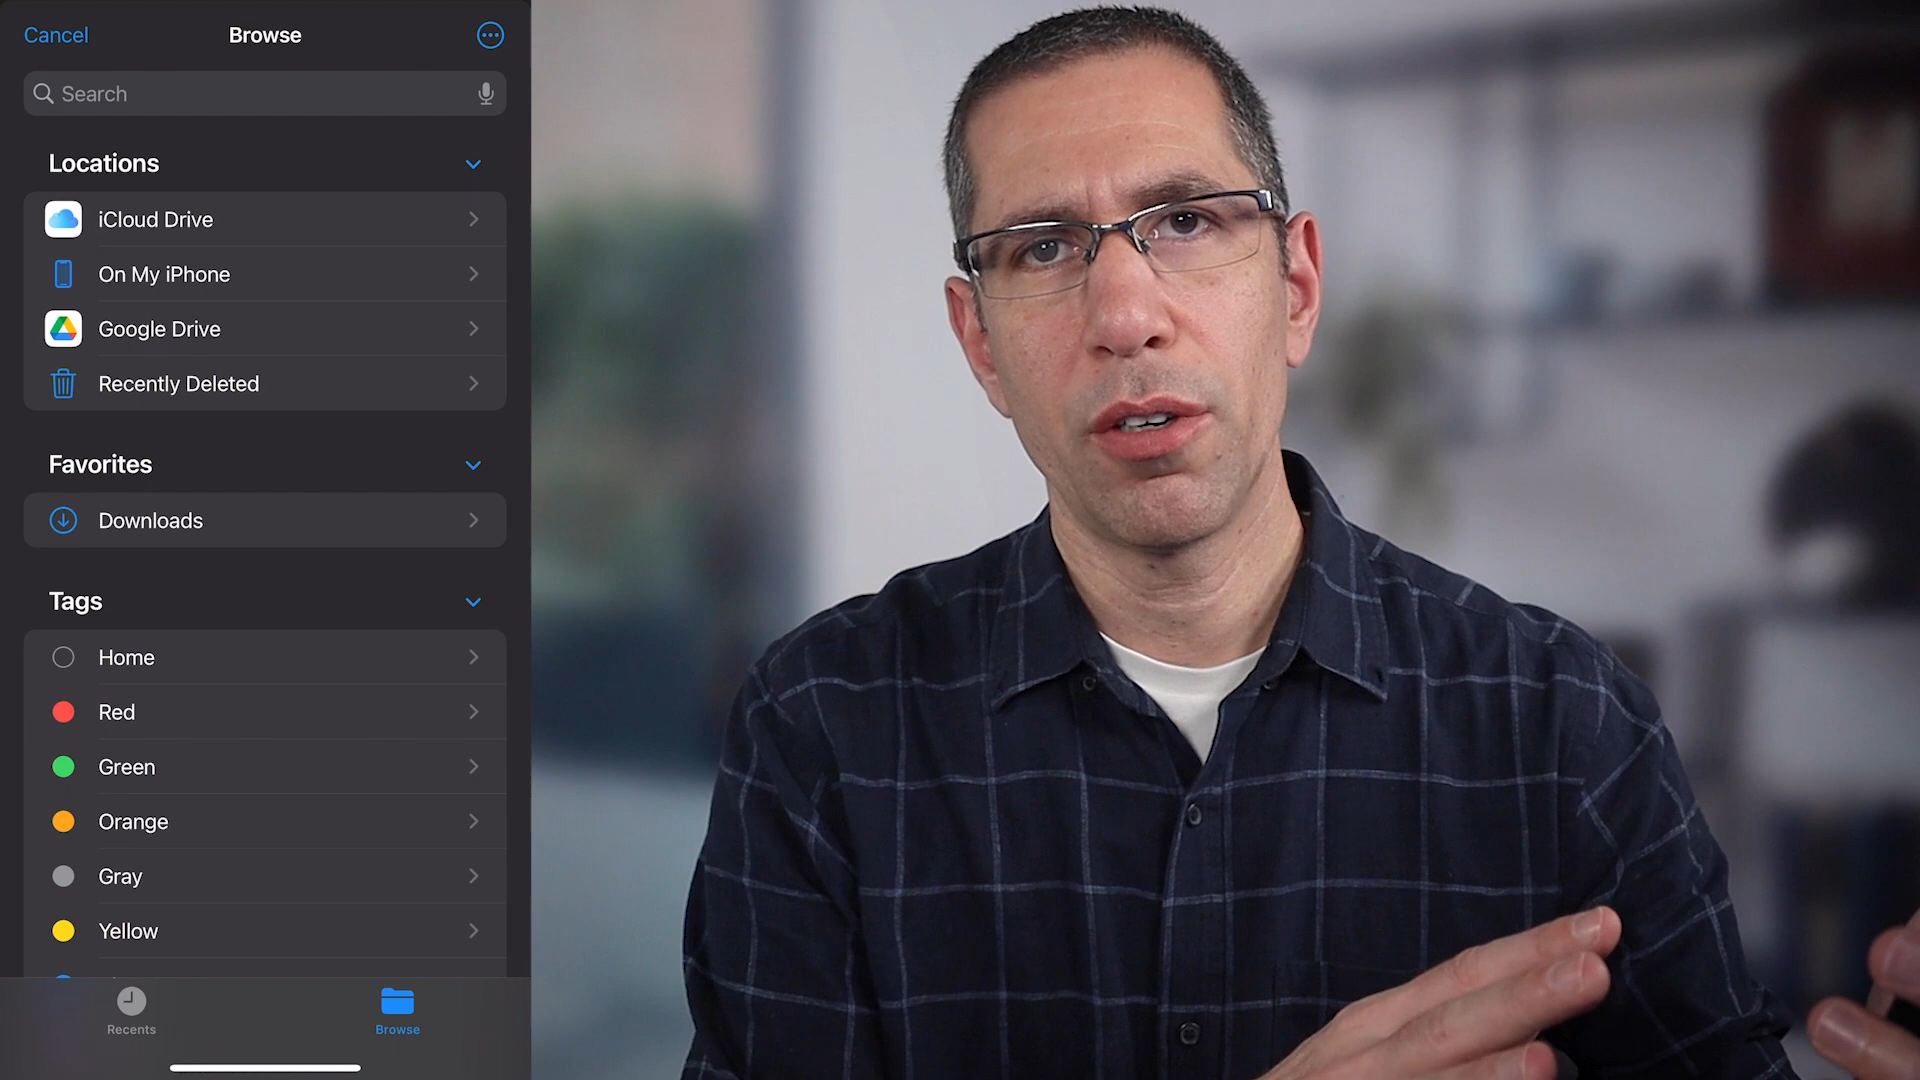 Cancel
Browse
Search
Locations
iCloud Drive
On My iPhone
Google Drive
Recently Deleted
Favorites
Downloads
Tags
Home
Red
Green
Orange
Gray
Yellow
Recents
Browse